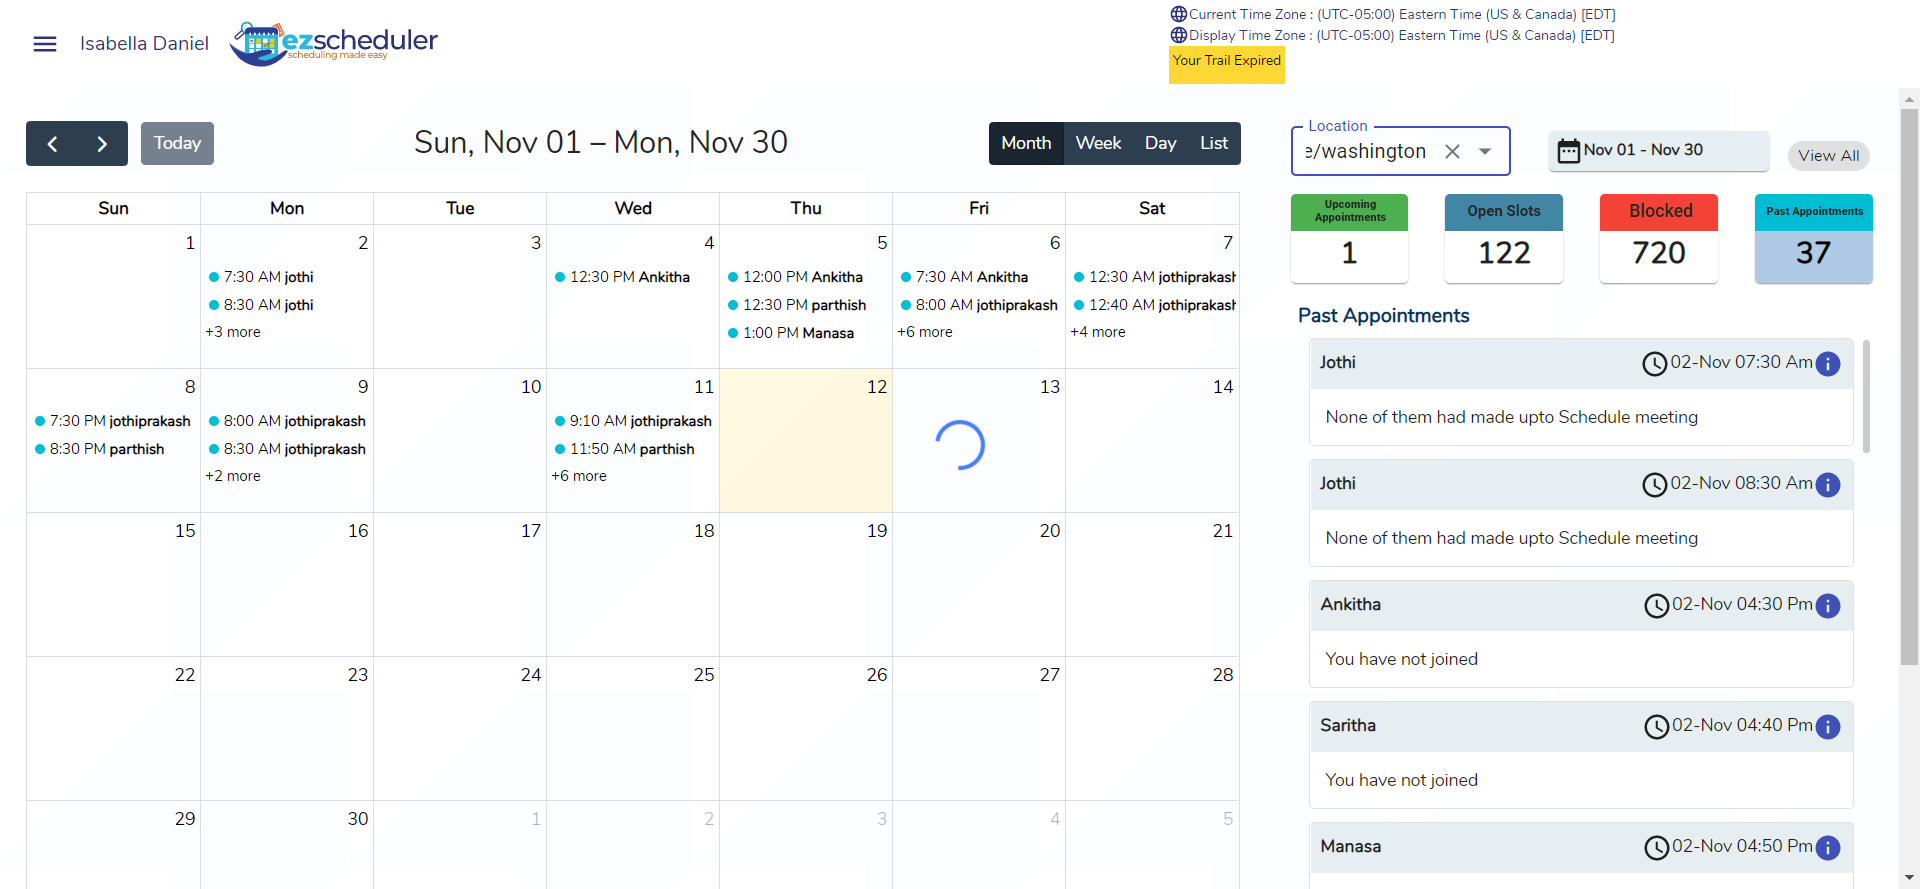 Isabella Daniel
ezscheduler
scheduling made easy
Current Time Zone : (UTC-05:00) Eastern Time (US & Canada) [EDT]
Display Time Zone : (UTC-05:00) Eastern Time (US & Canada) [EDT]
Your Trail Expired
Today
Sun, Nov 01 – Mon, Nov 30
Month Week Day List
Location
e/washington
Nov 01 - Nov 30
View All
Upcoming Appointments
1
Open Slots
122
Blocked
720
Past Appointments
37
Sun Mon Tue Wed Thu Fri Sat
1 2 3 4 5 6 7
7:30 AM jothi
8:30 AM jothi
+3 more
12:30 PM Ankitha
12:00 PM Ankitha
12:30 PM parthish
1:00 PM Manasa
7:30 AM Ankitha
8:00 AM jothiprakash
+6 more
12:30 AM jothiprakash
12:40 AM jothiprakash
+4 more
8 9 10 11 12 13 14
7:30 PM jothiprakash
8:30 PM parthish
8:00 AM jothiprakash
8:30 AM jothiprakash
+2 more
9:10 AM jothiprakash
11:50 AM parthish
+6 more
15 16 17 18 19 20 21
22 23 24 25 26 27 28
29 30 1 2 3 4 5
Past Appointments
Jothi 02-Nov 07:30 Am
None of them had made upto Schedule meeting
Jothi 02-Nov 08:30 Am
None of them had made upto Schedule meeting
Ankitha 02-Nov 04:30 Pm
You have not joined
Saritha 02-Nov 04:40 Pm
You have not joined
Manasa 02-Nov 04:50 Pm